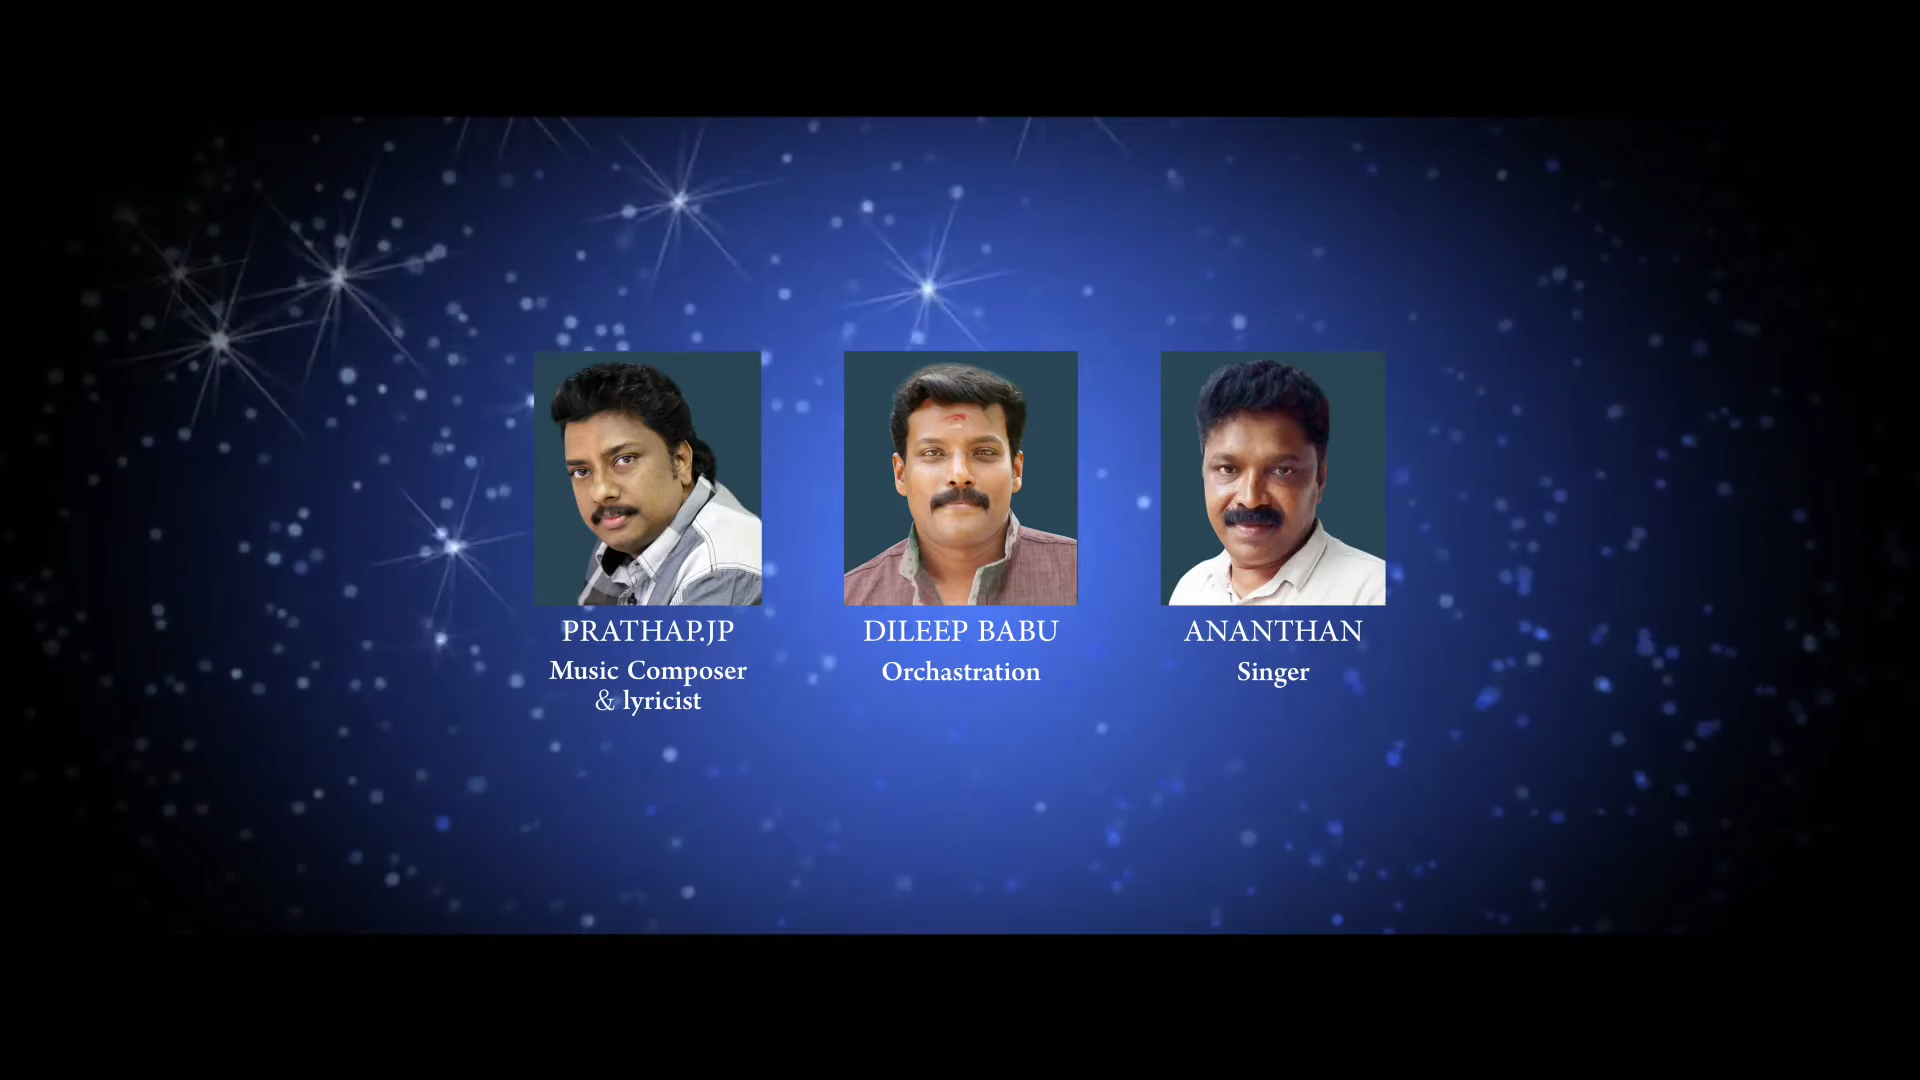 PRATHAP.JP
Music Composer
& lyricist
DILEEP BABU
Orchastration
ANANTHAN
Singer